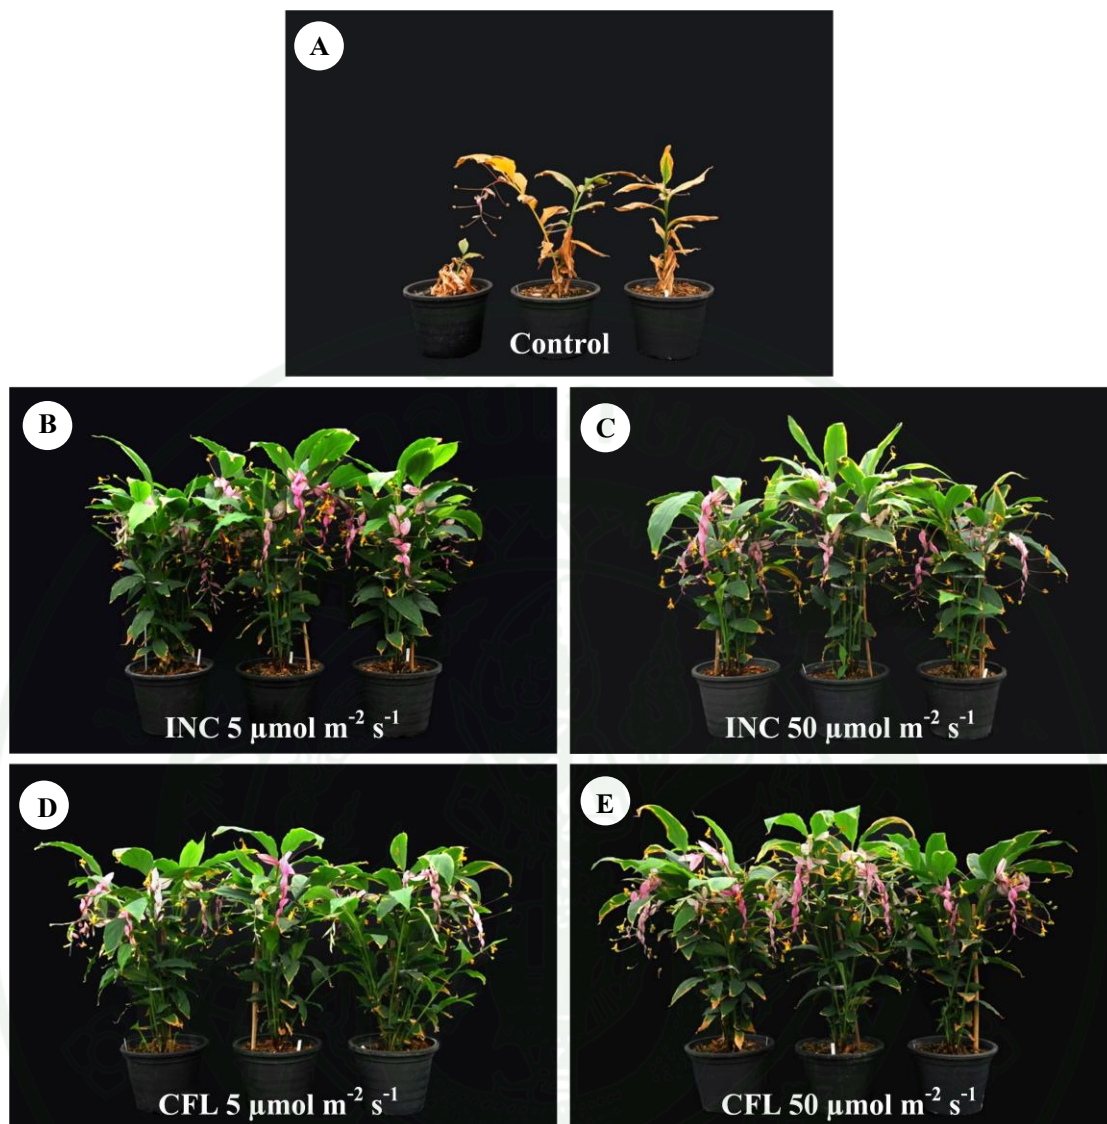 A
Control
B
INC 5 µmol m⁻² s⁻¹
C
INC 50 µmol m⁻² s⁻¹
D
CFL 5 µmol m⁻² s⁻¹
E
CFL 50 µmol m⁻² s⁻¹